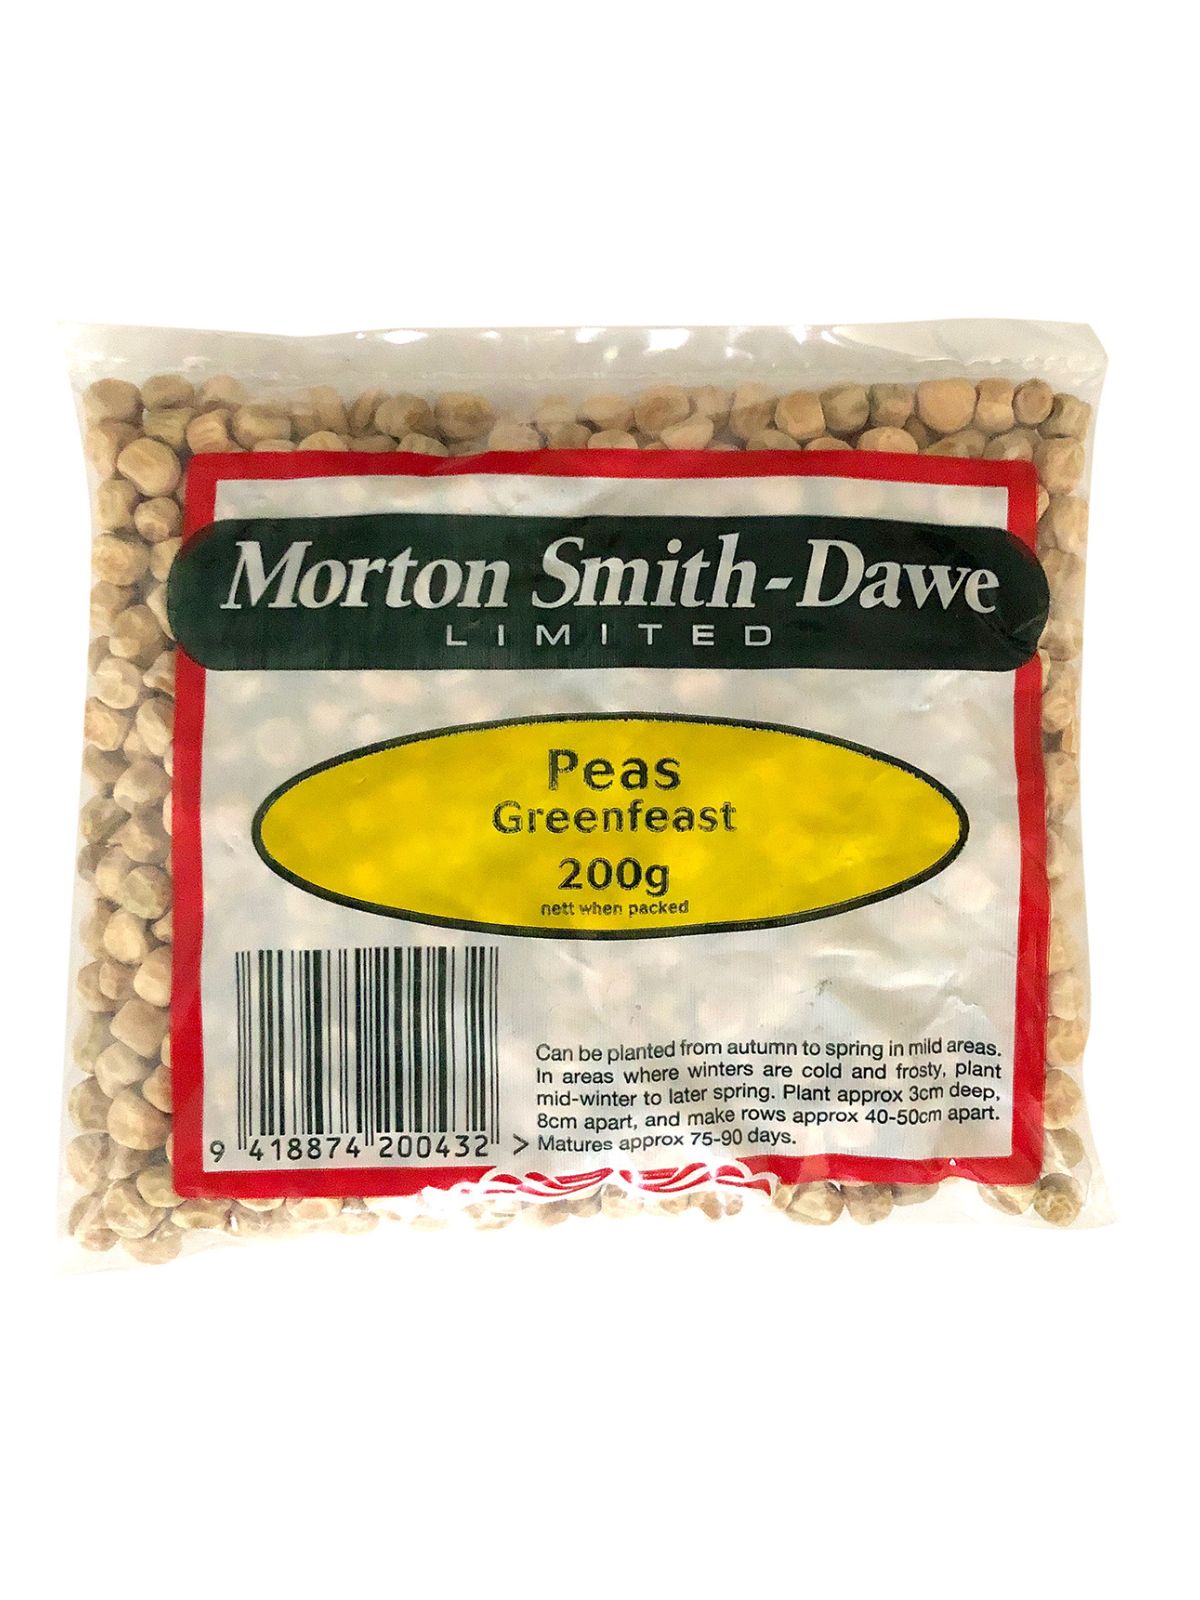 Morton Smith-Dawe
LIMITED
Peas
Greenfeast
200g
nett when packed
Can be planted from autumn to spring in mild areas.
In areas where winters are cold and frosty, plant
mid-winter to later spring. Plant approx 3cm deep,
8cm apart, and make rows approx 40-50cm apart.
Matures approx 75-90 days.
9 418874 200432 >